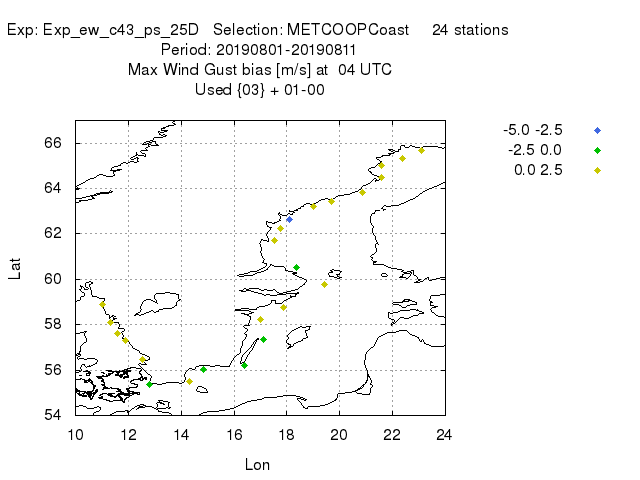 Exp: Exp_ew_c43_ps_25D Selection: METCOOPCoast 24 stations
Period: 20190801-20190811
Max Wind Gust bias [m/s] at 04 UTC
Used {03} + 01-00
-5.0 -2.5
-2.5 0.0
0.0 2.5
66
64
62
60
58
56
54
Lat
10 12 14 16 18 20 22 24
Lon